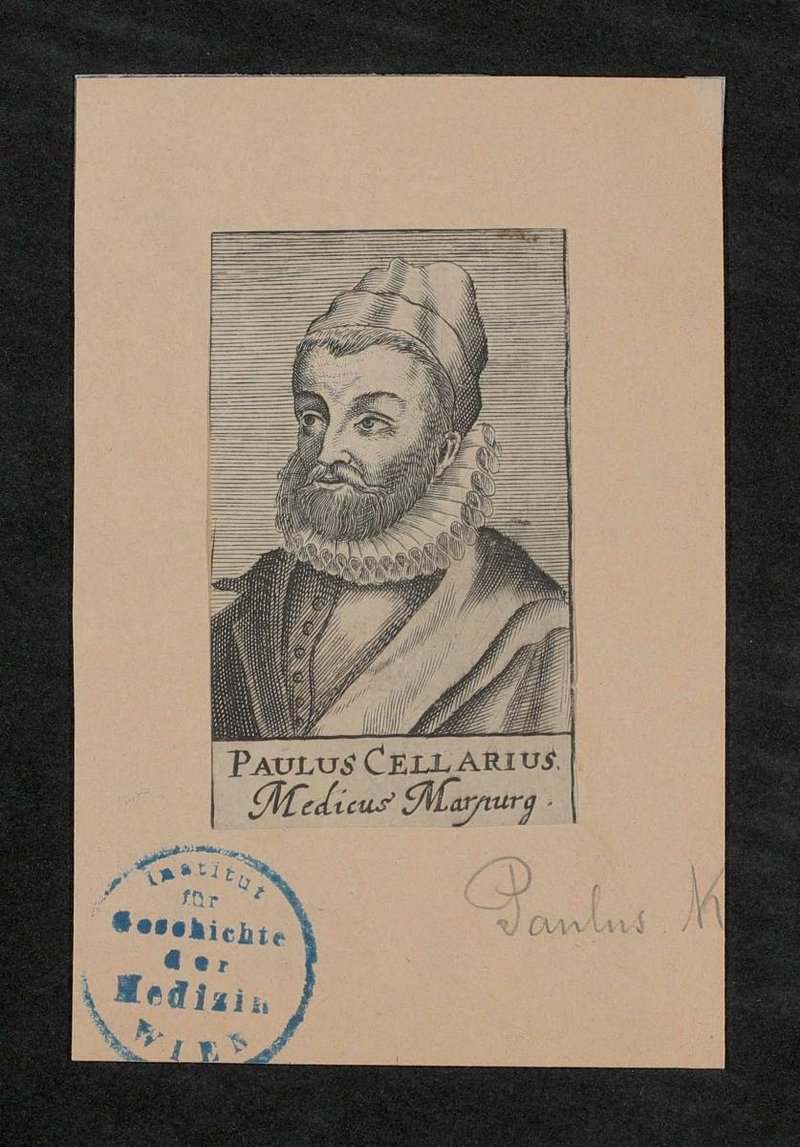 PAULUS CELLARIUS.
Medicus Marpurg.
Institut
für
Geschichte
der
Medizin
WIEN
Paulus K